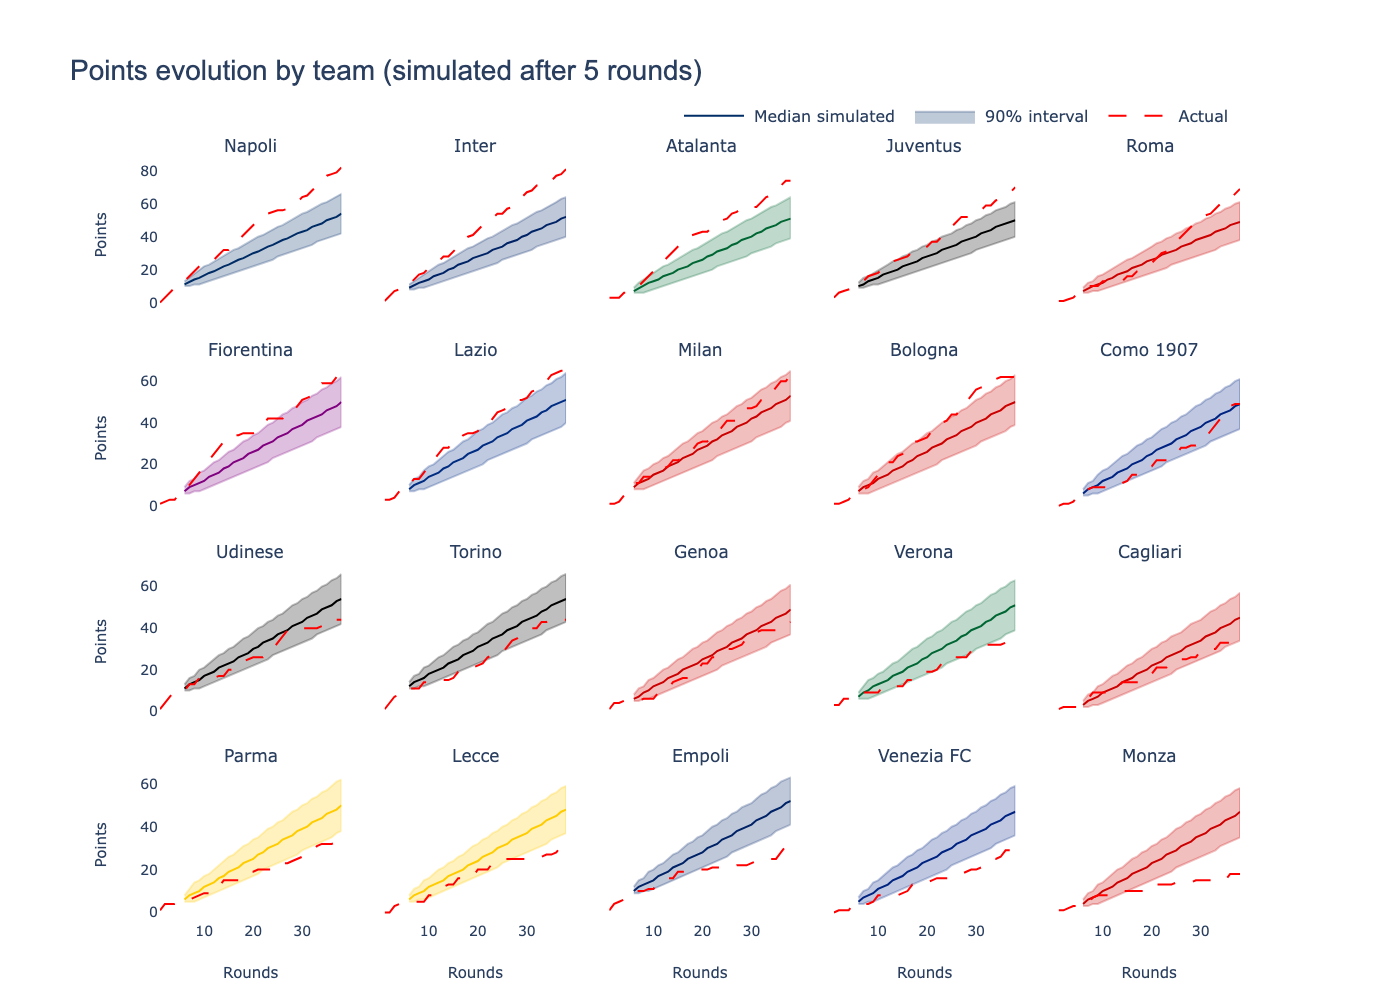 Points evolution by team (simulated after 5 rounds)
Median simulated 90% interval Actual
Napoli Inter Atalanta Juventus Roma
80
60
40
20
0
Points
Fiorentina Lazio Milan Bologna Como 1907
60
40
20
0
Points
Udinese Torino Genoa Verona Cagliari
60
40
20
0
Points
Parma Lecce Empoli Venezia FC Monza
60
40
20
0
Points
10 20 30 10 20 30 10 20 30 10 20 30 10 20 30
Rounds Rounds Rounds Rounds Rounds